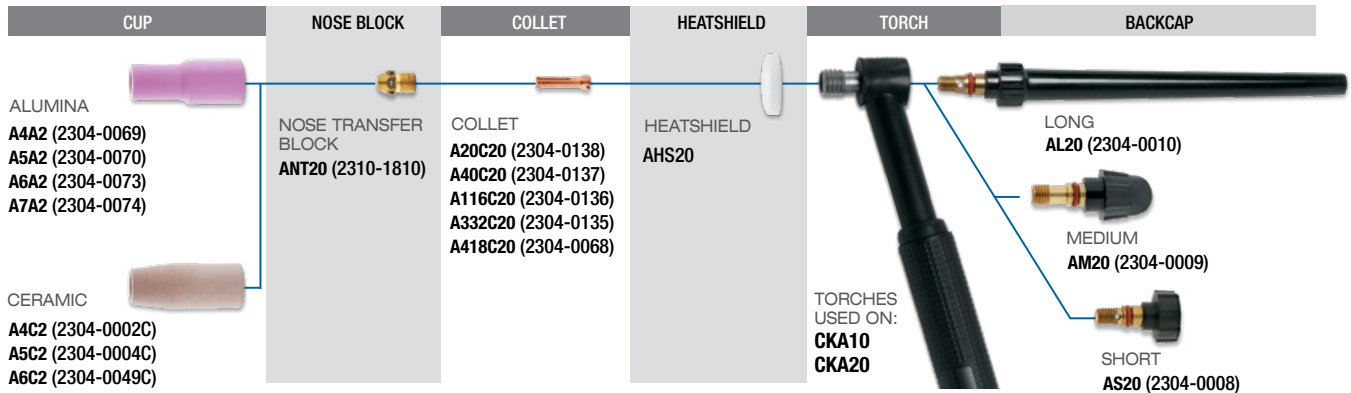 CUP
NOSE BLOCK
COLLET
HEATSHIELD
TORCH
BACKCAP
ALUMINA
A4A2 (2304-0069)
A5A2 (2304-0070)
A6A2 (2304-0073)
A7A2 (2304-0074)
CERAMIC
A4C2 (2304-0002C)
A5C2 (2304-0004C)
A6C2 (2304-0049C)
NOSE TRANSFER
BLOCK
ANT20 (2310-1810)
COLLET
A20C20 (2304-0138)
A40C20 (2304-0137)
A116C20 (2304-0136)
A332C20 (2304-0135)
A418C20 (2304-0068)
HEATSHIELD
AHS20
TORCHES
USED ON:
CKA10
CKA20
LONG
AL20 (2304-0010)
MEDIUM
AM20 (2304-0009)
SHORT
AS20 (2304-0008)